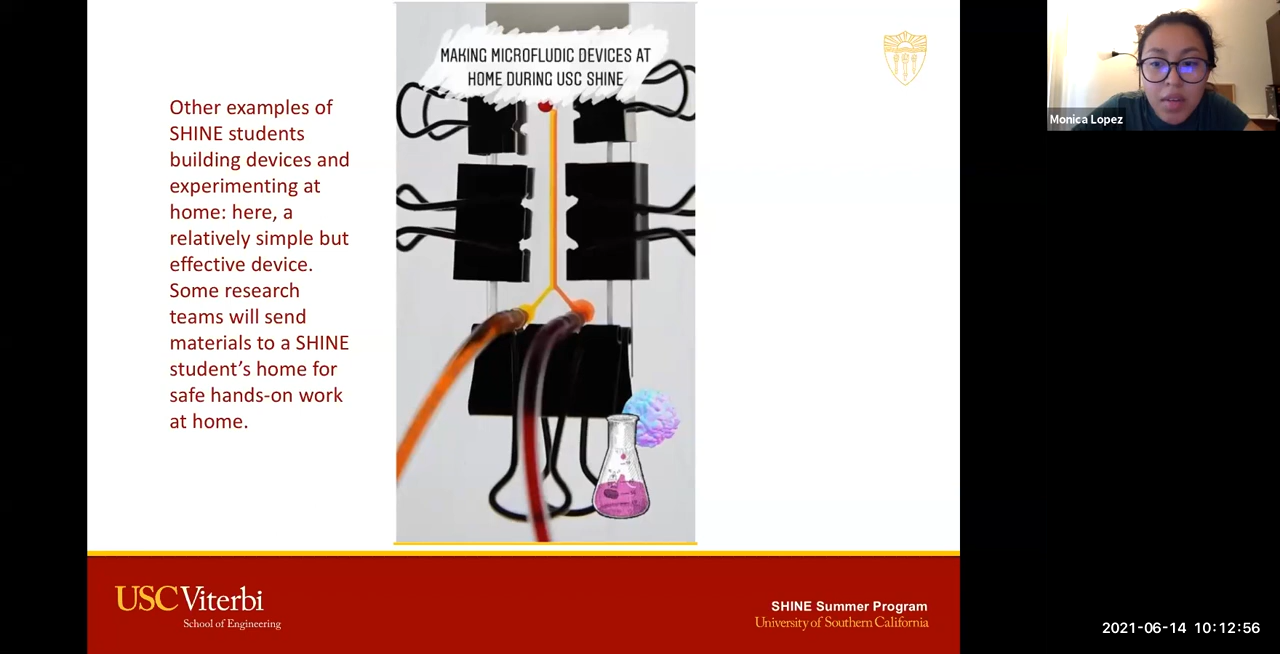 MAKING MICROFLUDIC DEVICES AT
HOME DURING USC SHINE
Other examples of
SHINE students
building devices and
experimenting at
home: here, a
relatively simple but
effective device.
Some research
teams will send
materials to a SHINE
student’s home for
safe hands-on work
at home.
Monica Lopez
USC Viterbi
School of Engineering
SHINE Summer Program
University of Southern California
2021-06-14 10:12:56